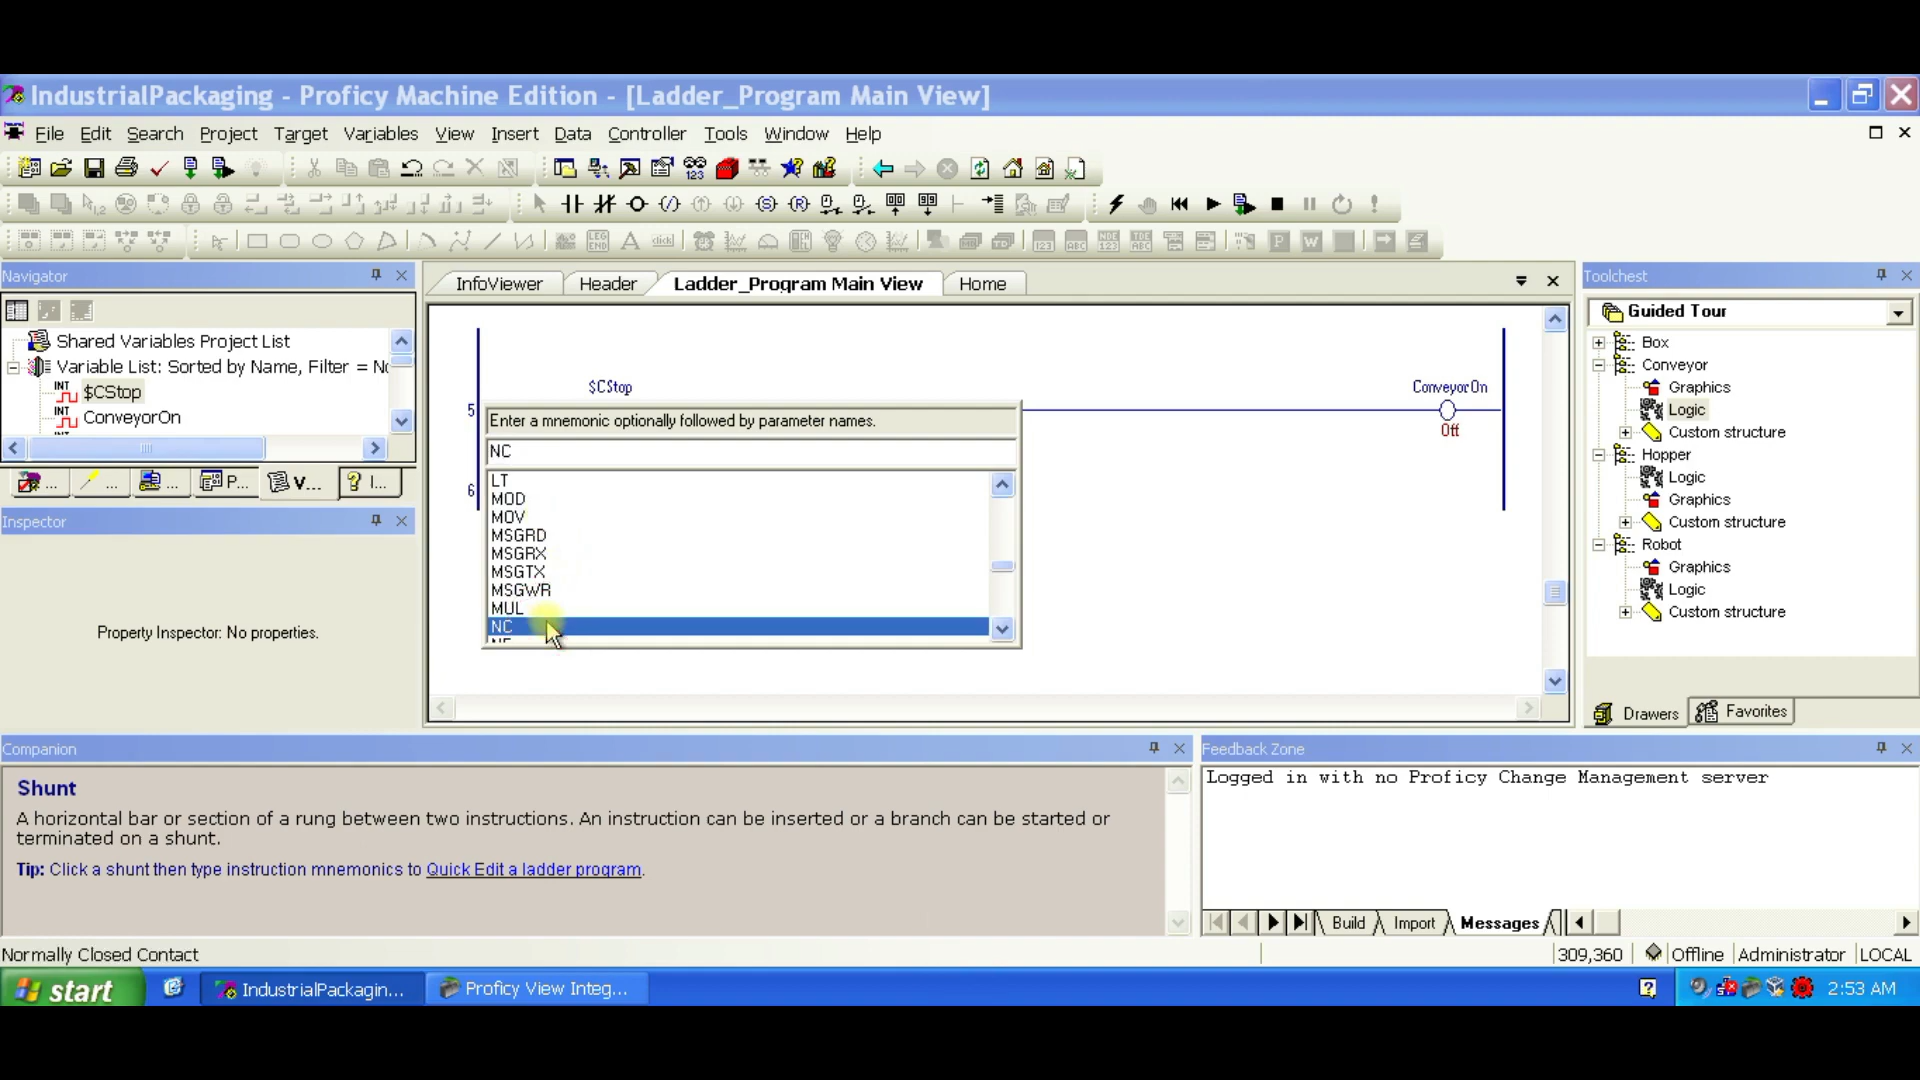 IndustrialPackaging - Proficy Machine Edition - [Ladder_Program Main View]
File Edit Search Project Target Variables View Insert Data Controller Tools Window Help
Navigator
Shared Variables Project List
Variable List: Sorted by Name, Filter = No
INT $CStop
INT ConveyorOn
... ... ... P... V... I...
Inspector
Property Inspector: No properties.
InfoViewer Header Ladder_Program Main View Home
$CStop
ConveyorOn
5
Off
6
Enter a mnemonic optionally followed by parameter names.
NC
LT
MOD
MOV
MSGRD
MSGRX
MSGTX
MSGWR
MUL
NC
Toolchest
Guided Tour
Box
Conveyor
Graphics
Logic
Custom structure
Hopper
Logic
Graphics
Custom structure
Robot
Graphics
Logic
Custom structure
Drawers Favorites
Companion
Shunt
A horizontal bar or section of a rung between two instructions. An instruction can be inserted or a branch can be started or
terminated on a shunt.
Tip: Click a shunt then type instruction mnemonics to Quick Edit a ladder program.
Feedback Zone
Logged in with no Proficy Change Management server
Build Import Messages
Normally Closed Contact
309,360 Offline Administrator LOCAL
start IndustrialPackagin... Proficy View Integ... 2:53 AM